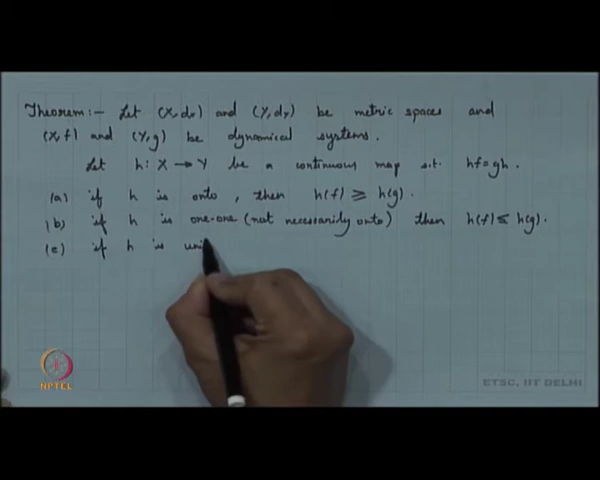 Theorem:- Let (X, dx) and (Y, dy) be metric spaces and
(X, f) and (Y, g) be dynamical systems.
Let h: X → Y be a continuous map s.t. hf = gh.
(a) if h is onto, then h(f) ≥ h(g).
(b) if h is one-one (not necessarily onto) then h(f) ≤ h(g).
(c) if h is uni
NPTEL
ETSC, IIT DELHI